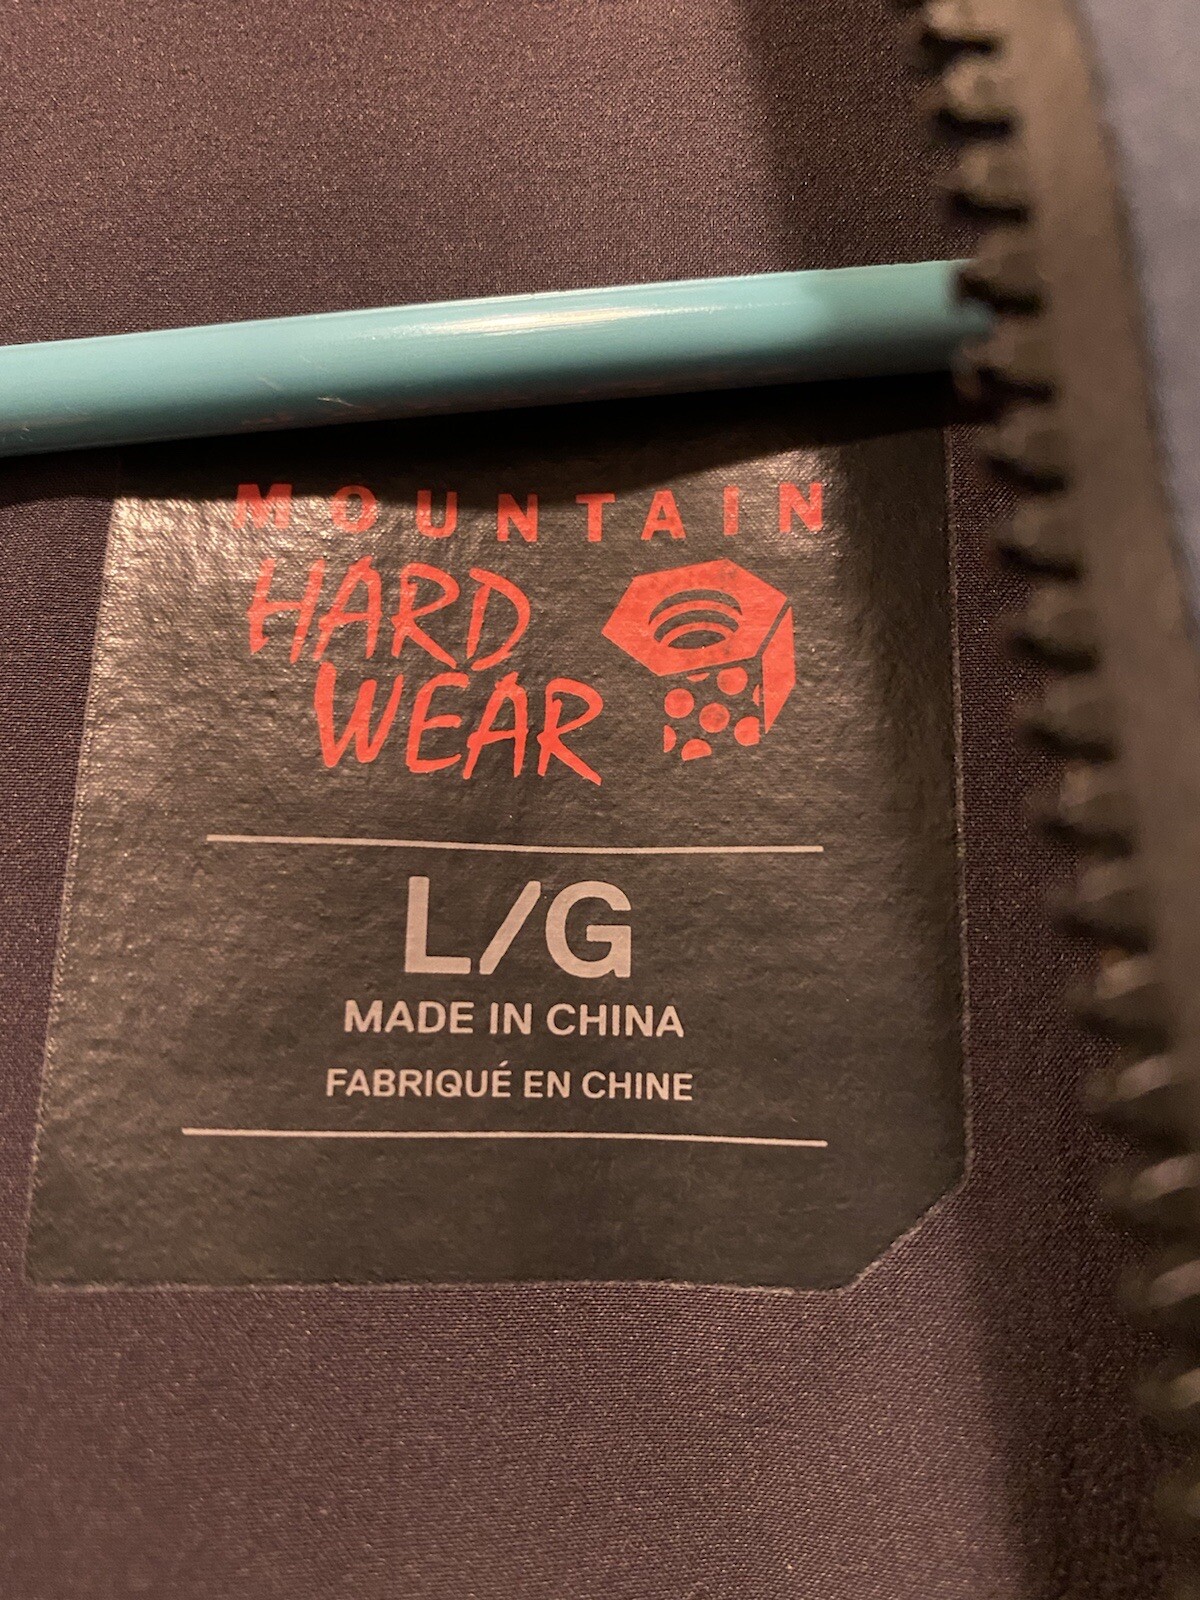 MOUNTAIN
HARD
WEAR
L/G
MADE IN CHINA
FABRIQUÉ EN CHINE